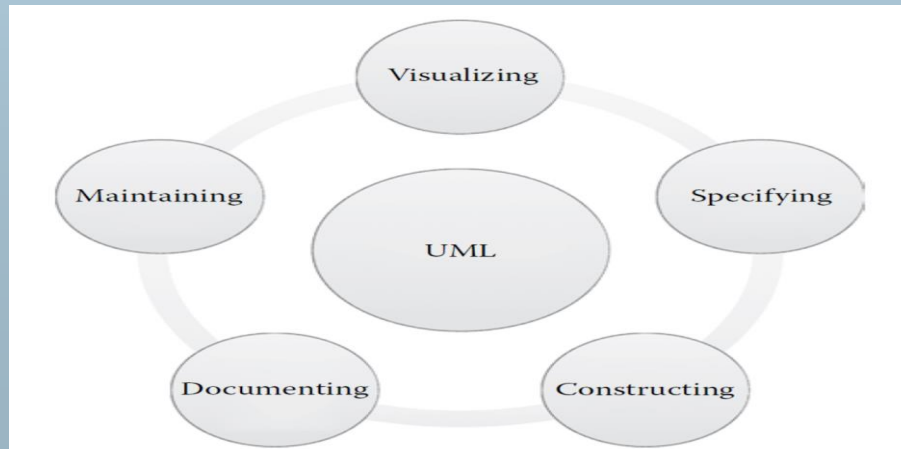 Visualizing
Maintaining
Specifying
UML
Documenting
Constructing